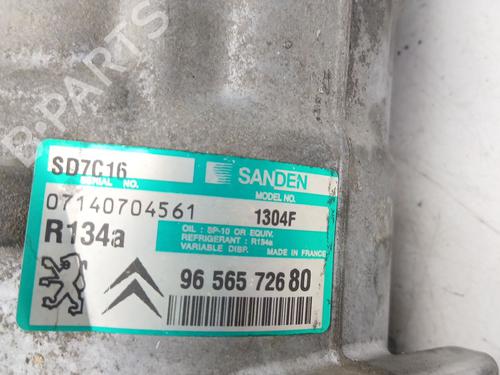 B-PARTS
SD7C16
SANDEN
SERIAL NO.
MODEL NO.
07140704561
1304F
R134a
OIL : SP-10 OR EQUIV.
REFRIGERANT : R134a
VARIABLE DISP. MADE IN FRANCE
96 565 726 80